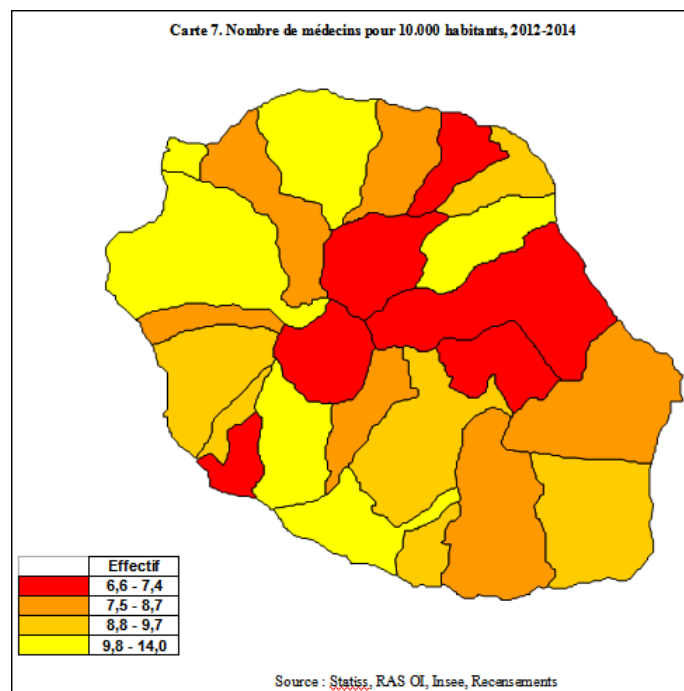 Carte 7. Nombre de médecins pour 10.000 habitants, 2012-2014
Effectif
6,6 - 7,4
7,5 - 8,7
8,8 - 9,7
9,8 - 14,0
Source : Statiss, RAS OI, Insee, Recensements